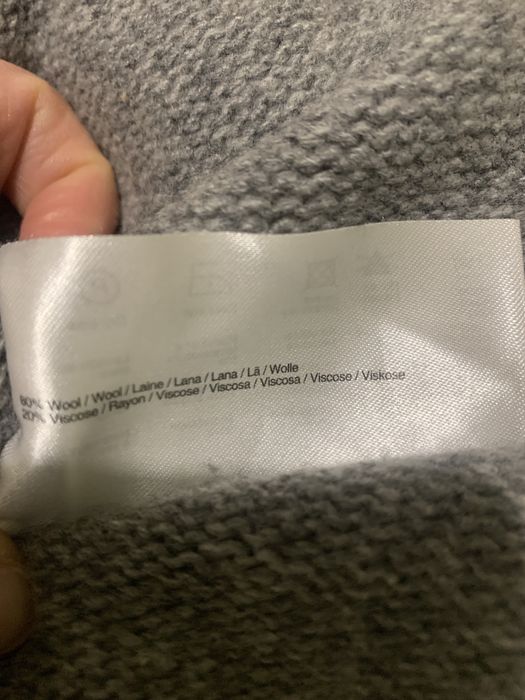 80% Wool / Wool / Laine / Lana / Lana / Lã / Wolle
20% Viscose / Rayon / Viscose / Viscosa / Viscosa / Viscose / Viskose